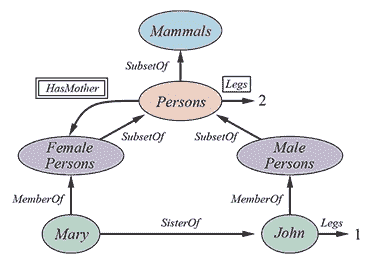 Mammals
SubsetOf
Legs
HasMother
Persons
2
SubsetOf
SubsetOf
Female
Persons
Male
Persons
MemberOf
MemberOf
Mary
SisterOf
John
Legs
1